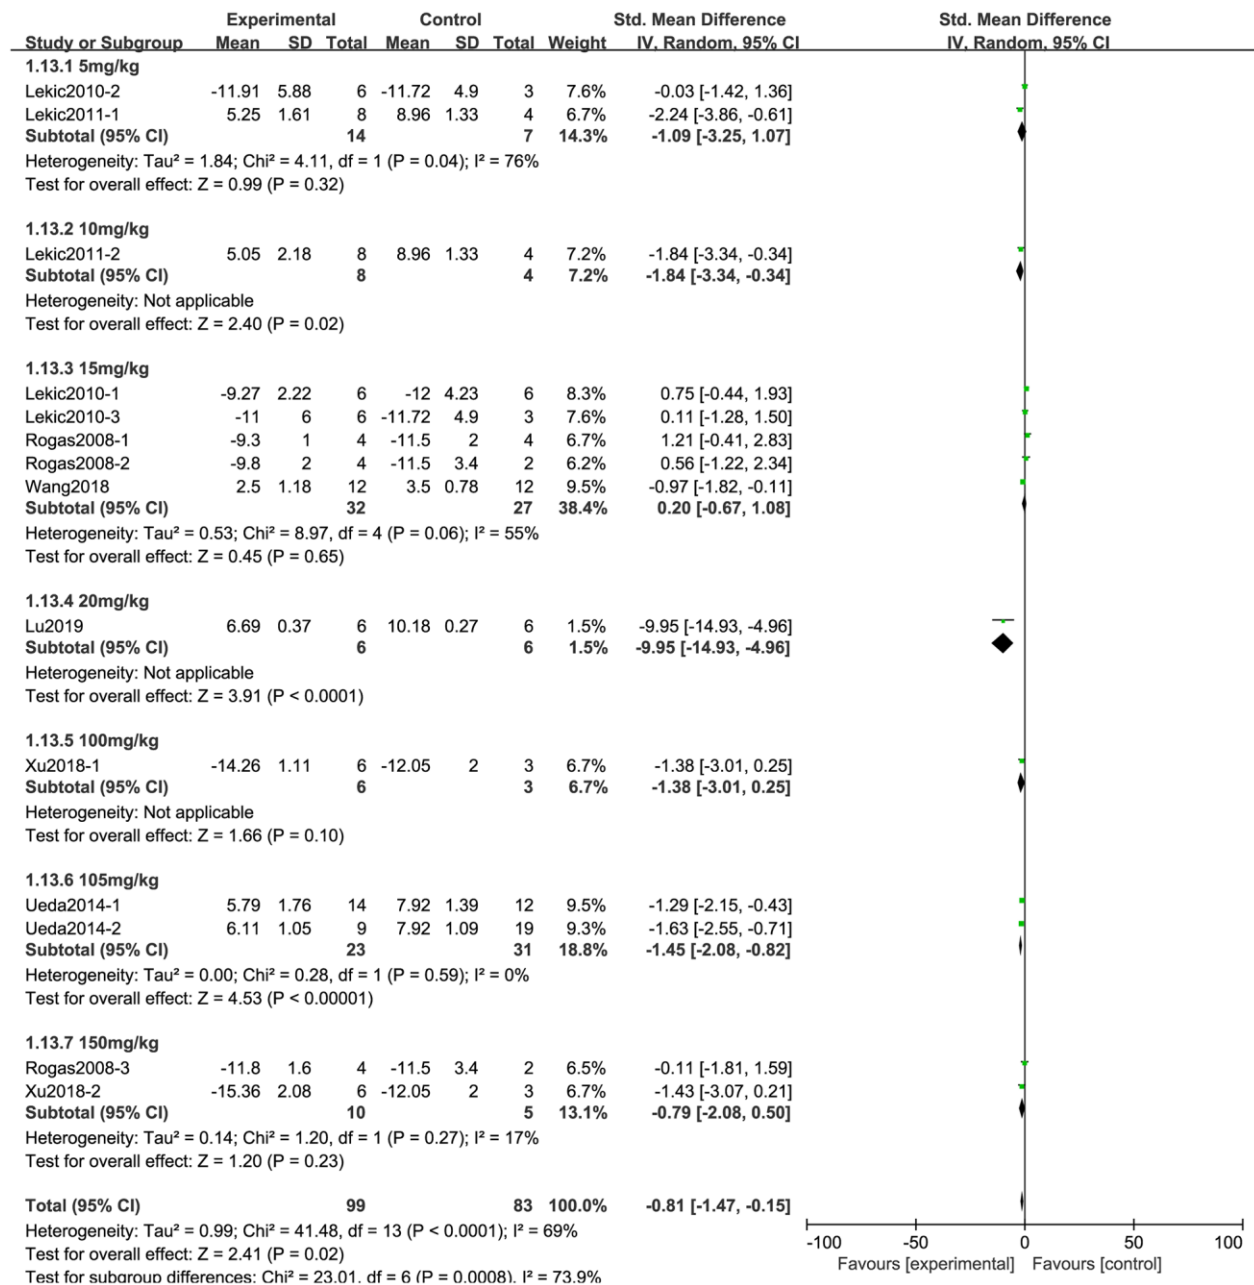 Experimental Control Std. Mean Difference Std. Mean Difference
Study or Subgroup Mean SD Total Mean SD Total Weight IV, Random, 95% CI IV, Random, 95% CI
1.13.1 5mg/kg
Lekic2010-2 -11.91 5.88 6 -11.72 4.9 3 7.6% -0.03 [-1.42, 1.36]
Lekic2011-1 5.25 1.61 8 8.96 1.33 4 6.7% -2.24 [-3.86, -0.61]
Subtotal (95% CI) 14 7 14.3% -1.09 [-3.25, 1.07]
Heterogeneity: Tau² = 1.84; Chi² = 4.11, df = 1 (P = 0.04); I² = 76%
Test for overall effect: Z = 0.99 (P = 0.32)
1.13.2 10mg/kg
Lekic2011-2 5.05 2.18 8 8.96 1.33 4 7.2% -1.84 [-3.34, -0.34]
Subtotal (95% CI) 8 4 7.2% -1.84 [-3.34, -0.34]
Heterogeneity: Not applicable
Test for overall effect: Z = 2.40 (P = 0.02)
1.13.3 15mg/kg
Lekic2010-1 -9.27 2.22 6 -12 4.23 6 8.3% 0.75 [-0.44, 1.93]
Lekic2010-3 -11 6 6 -11.72 4.9 3 7.6% 0.11 [-1.28, 1.50]
Rogas2008-1 -9.3 1 4 -11.5 2 4 6.7% 1.21 [-0.41, 2.83]
Rogas2008-2 -9.8 2 4 -11.5 3.4 2 6.2% 0.56 [-1.22, 2.34]
Wang2018 2.5 1.18 12 3.5 0.78 12 9.5% -0.97 [-1.82, -0.11]
Subtotal (95% CI) 32 27 38.4% 0.20 [-0.67, 1.08]
Heterogeneity: Tau² = 0.53; Chi² = 8.97, df = 4 (P = 0.06); I² = 55%
Test for overall effect: Z = 0.45 (P = 0.65)
1.13.4 20mg/kg
Lu2019 6.69 0.37 6 10.18 0.27 6 1.5% -9.95 [-14.93, -4.96]
Subtotal (95% CI) 6 6 1.5% -9.95 [-14.93, -4.96]
Heterogeneity: Not applicable
Test for overall effect: Z = 3.91 (P < 0.0001)
1.13.5 100mg/kg
Xu2018-1 -14.26 1.11 6 -12.05 2 3 6.7% -1.38 [-3.01, 0.25]
Subtotal (95% CI) 6 3 6.7% -1.38 [-3.01, 0.25]
Heterogeneity: Not applicable
Test for overall effect: Z = 1.66 (P = 0.10)
1.13.6 105mg/kg
Ueda2014-1 5.79 1.76 14 7.92 1.39 12 9.5% -1.29 [-2.15, -0.43]
Ueda2014-2 6.11 1.05 9 7.92 1.09 19 9.3% -1.63 [-2.55, -0.71]
Subtotal (95% CI) 23 31 18.8% -1.45 [-2.08, -0.82]
Heterogeneity: Tau² = 0.00; Chi² = 0.28, df = 1 (P = 0.59); I² = 0%
Test for overall effect: Z = 4.53 (P < 0.00001)
1.13.7 150mg/kg
Rogas2008-3 -11.8 1.6 4 -11.5 3.4 2 6.5% -0.11 [-1.81, 1.59]
Xu2018-2 -15.36 2.08 6 -12.05 2 3 6.7% -1.43 [-3.07, 0.21]
Subtotal (95% CI) 10 5 13.1% -0.79 [-2.08, 0.50]
Heterogeneity: Tau² = 0.14; Chi² = 1.20, df = 1 (P = 0.27); I² = 17%
Test for overall effect: Z = 1.20 (P = 0.23)
Total (95% CI) 99 83 100.0% -0.81 [-1.47, -0.15]
Heterogeneity: Tau² = 0.99; Chi² = 41.48, df = 13 (P < 0.0001); I² = 69%
Test for overall effect: Z = 2.41 (P = 0.02)
Test for subgroup differences: Chi² = 23.01, df = 6 (P = 0.0008), I² = 73.9%
-100 -50 0 50 100
Favours [experimental] Favours [control]